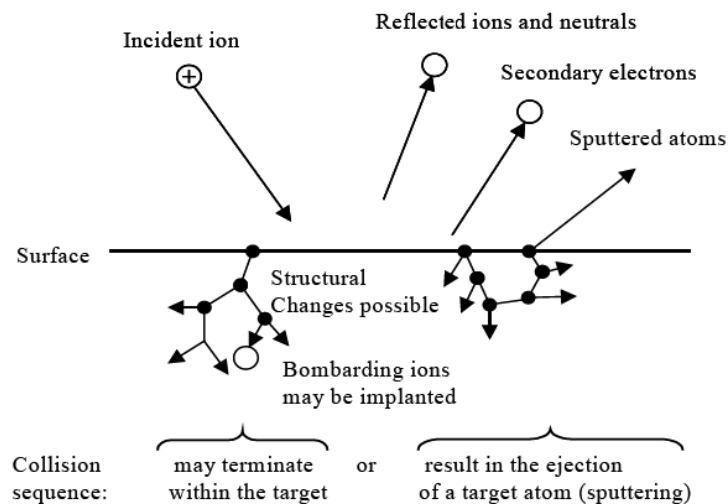 Reflected ions and neutrals
Incident ion
Secondary electrons
Sputtered atoms
Surface
Structural
Changes possible
Bombarding ions
may be implanted
Collision may terminate or result in the ejection
sequence: within the target of a target atom (sputtering)